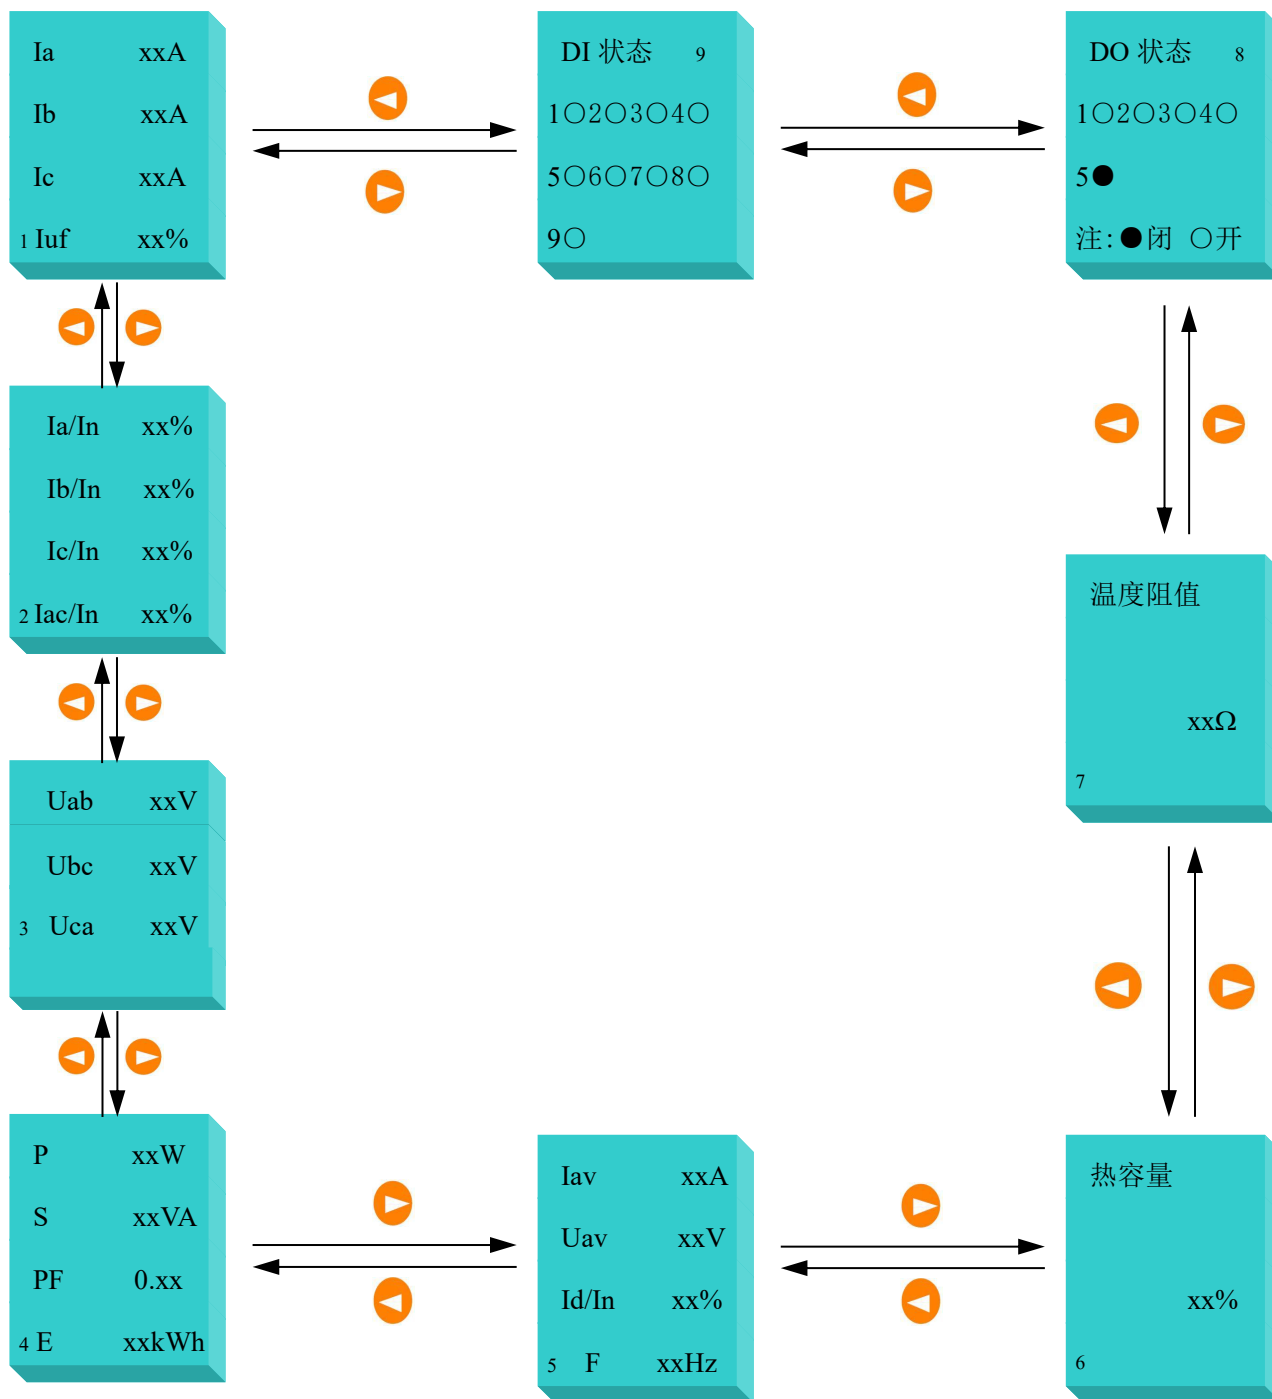 Ia xxA
Ib xxA
Ic xxA
1 Iuf xx%
DI 状态 9
1○2○3○4○
5○6○7○8○
9○
DO 状态 8
1○2○3○4○
5●
注:●闭 ○开
Ia/In xx%
Ib/In xx%
Ic/In xx%
2 Iac/In xx%
温度阻值
xxΩ
7
Uab xxV
Ubc xxV
3 Uca xxV
P xxW
S xxVA
PF 0.xx
4 E xxkWh
Iav xxA
Uav xxV
Id/In xx%
5 F xxHz
热容量
xx%
6